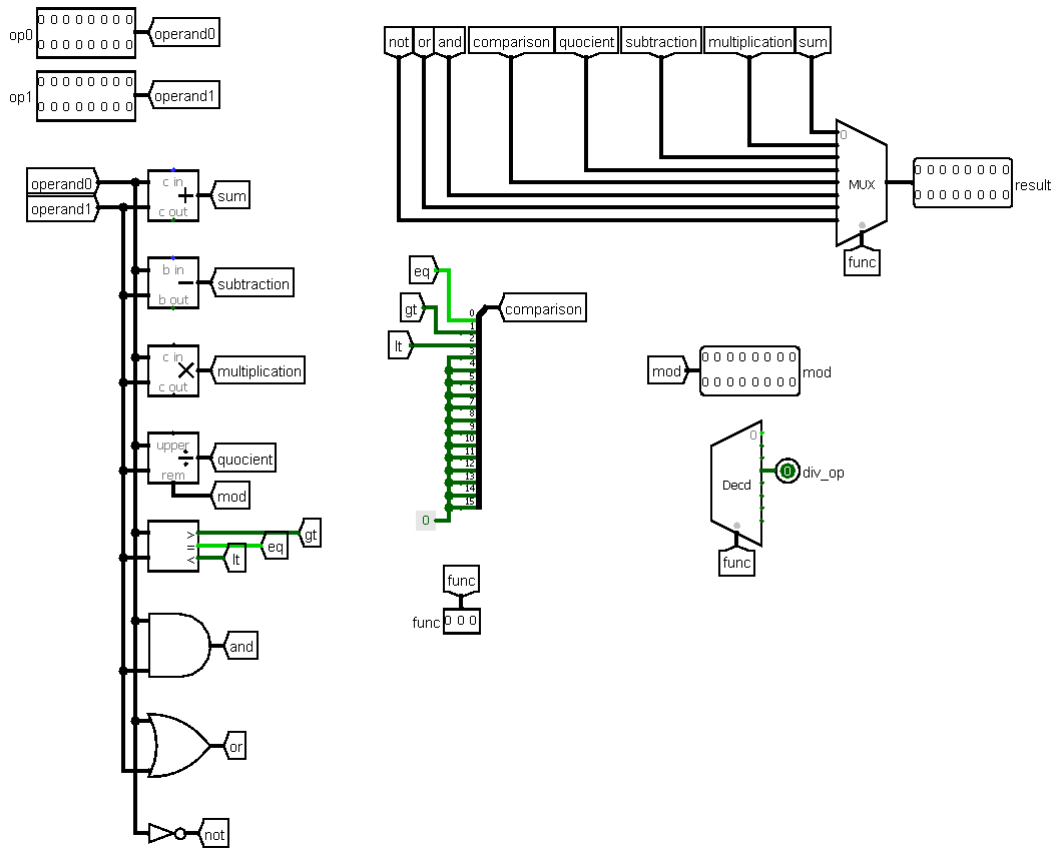 op0 0 0 0 0 0 0 0 0 operand0
0 0 0 0 0 0 0 0
op1 0 0 0 0 0 0 0 0 operand1
0 0 0 0 0 0 0 0
not or and comparison quocient subtraction multiplication sum
0
MUX
func
0 0 0 0 0 0 0 0 result
0 0 0 0 0 0 0 0
operand0
operand1
c in
+
c out
sum
b in
−
b out
subtraction
c in
×
c out
multiplication
upper
÷
rem
quocient
mod
>
=
<
gt
eq
lt
and
or
not
eq
gt
lt
0
1
2
3
4
5
6
7
8
9
10
11
12
13
14
15
comparison
0
func
func 0 0 0
mod 0 0 0 0 0 0 0 0 mod
0 0 0 0 0 0 0 0
0
Decd
0 div_op
func